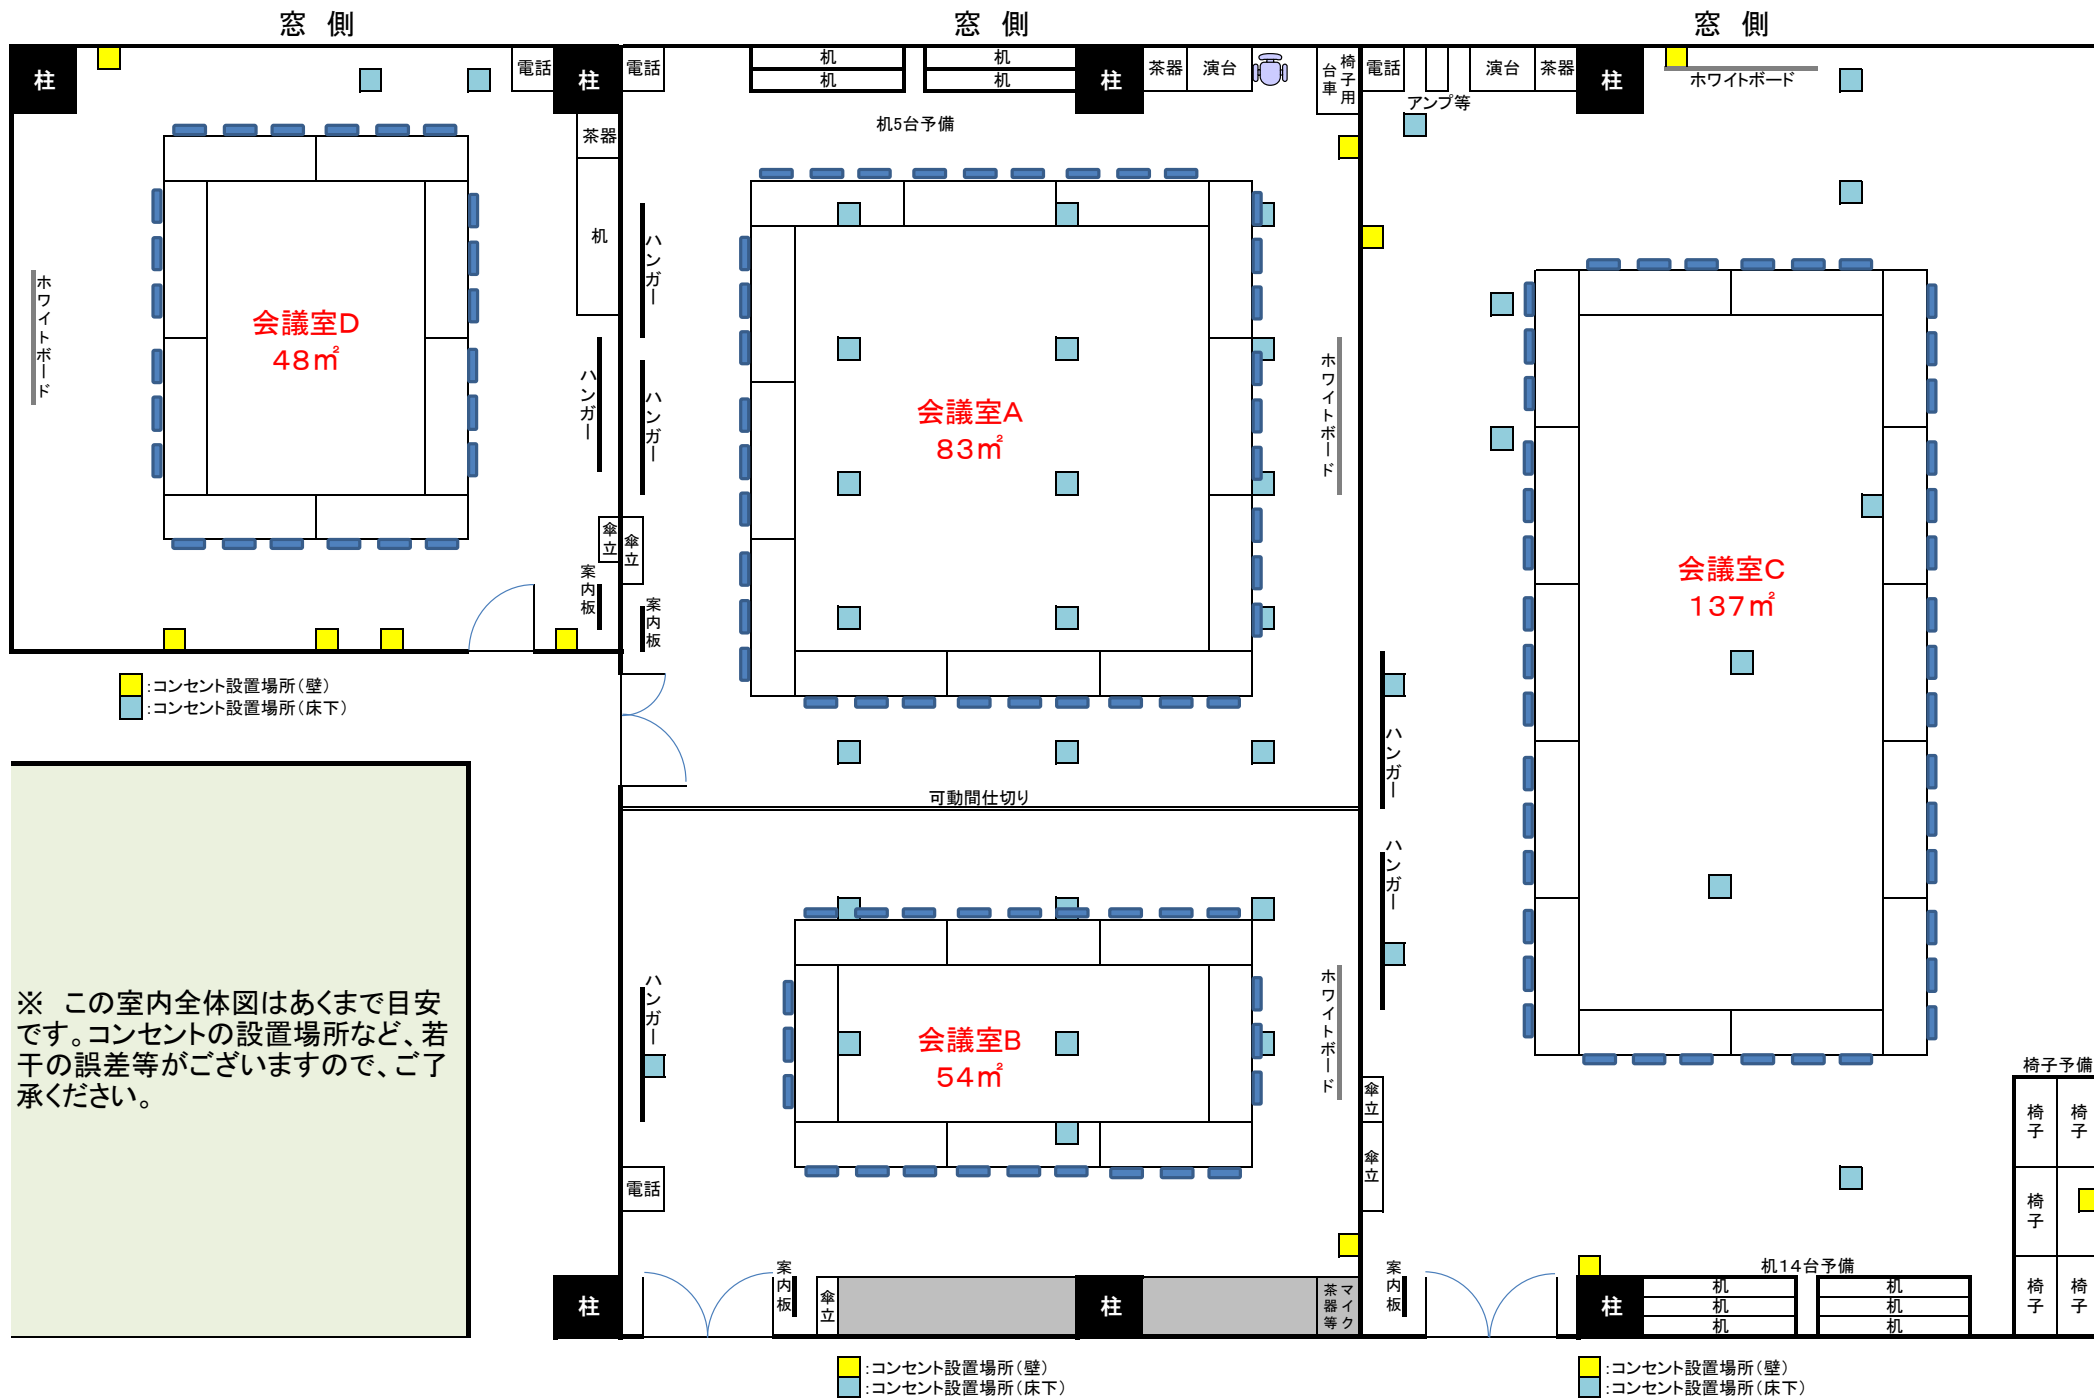 窓 側
窓 側
窓 側
柱
電話
柱
電話
机
机
机
机
柱
茶器
演台
椅子用
台車
電話
演台
茶器
柱
ホワイトボード
アンプ等
机5台予備
茶器
机
ハンガー
ホワイトボード
会議室D
48㎡
ハンガー
ハンガー
会議室A
83㎡
ホワイトボード
傘立
傘立
案内板
案内板
会議室C
137㎡
:コンセント設置場所(壁)
:コンセント設置場所(床下)
ハンガー
可動間仕切り
ハンガー
※ この室内全体図はあくまで目安
です。コンセントの設置場所など、若
干の誤差等がございますので、ご了
承ください。
ハンガー
会議室B
54㎡
ホワイトボード
傘立
傘立
電話
椅子予備
椅子
椅子
椅子
椅子
椅子
机14台予備
柱
案内板
傘立
柱
マイク
茶器等
案内板
柱
机
机
机
机
机
机
:コンセント設置場所(壁)
:コンセント設置場所(床下)
:コンセント設置場所(壁)
:コンセント設置場所(床下)